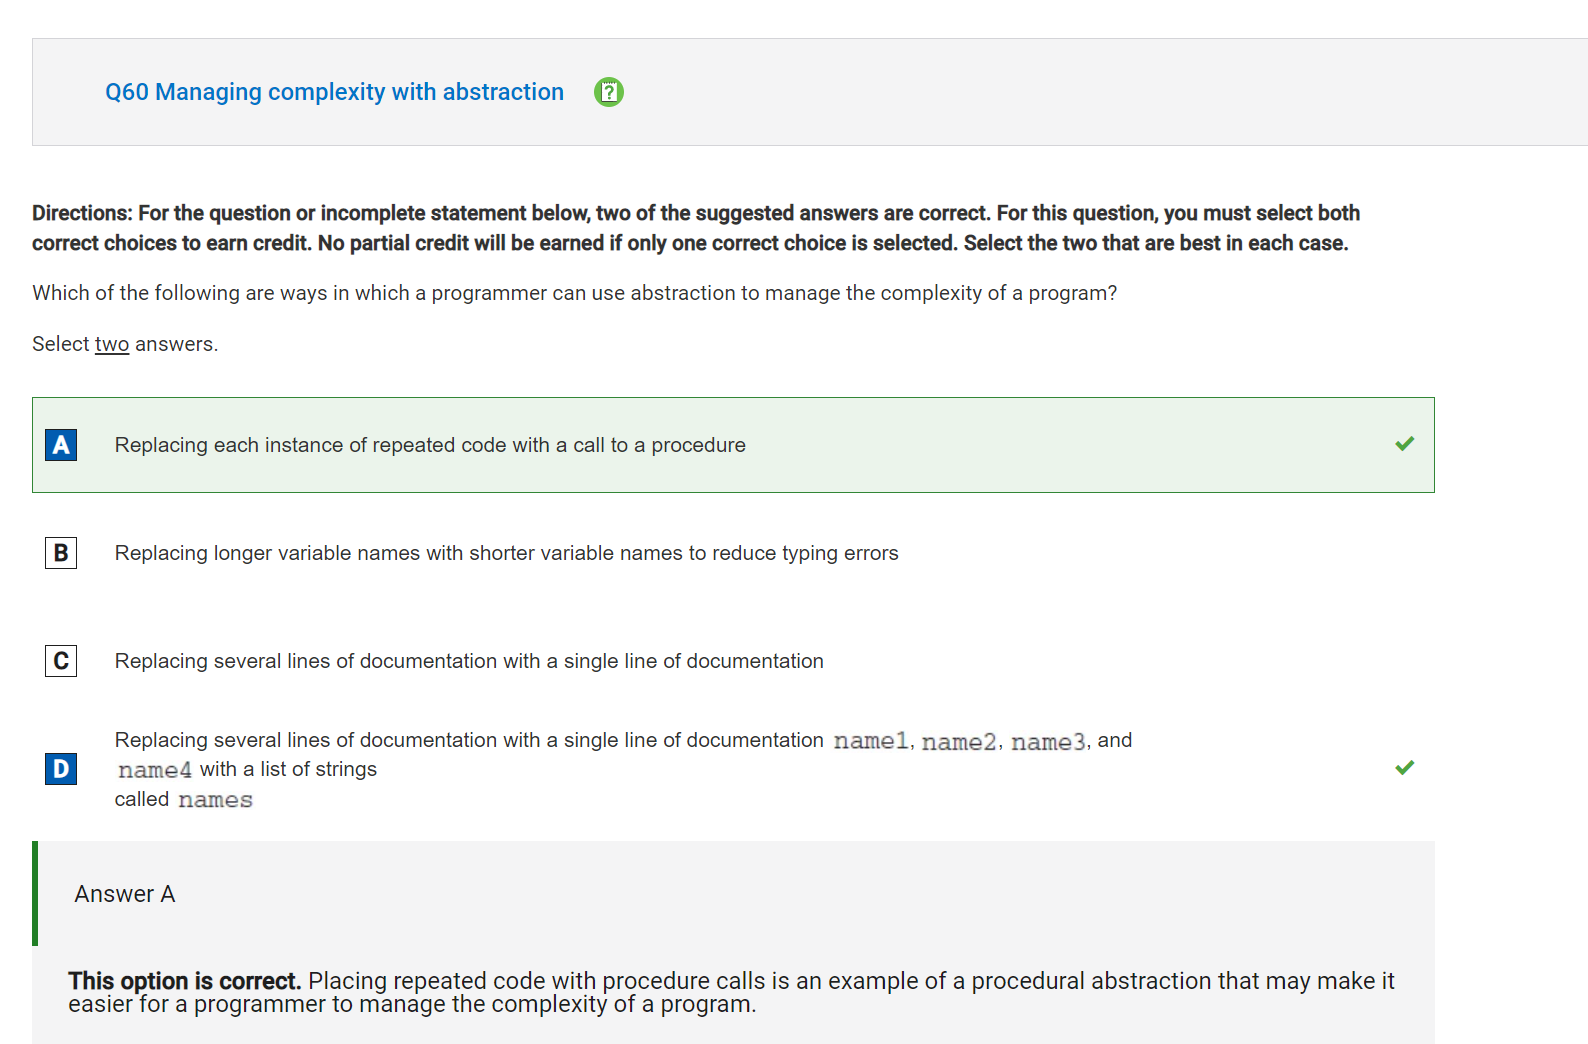 Q60 Managing complexity with abstraction ?
Directions: For the question or incomplete statement below, two of the suggested answers are correct. For this question, you must select both
correct choices to earn credit. No partial credit will be earned if only one correct choice is selected. Select the two that are best in each case.
Which of the following are ways in which a programmer can use abstraction to manage the complexity of a program?
Select two answers.
A Replacing each instance of repeated code with a call to a procedure
B Replacing longer variable names with shorter variable names to reduce typing errors
C Replacing several lines of documentation with a single line of documentation
Replacing several lines of documentation with a single line of documentation name1, name2, name3, and
D name4 with a list of strings
called names
Answer A
This option is correct. Placing repeated code with procedure calls is an example of a procedural abstraction that may make it
easier for a programmer to manage the complexity of a program.